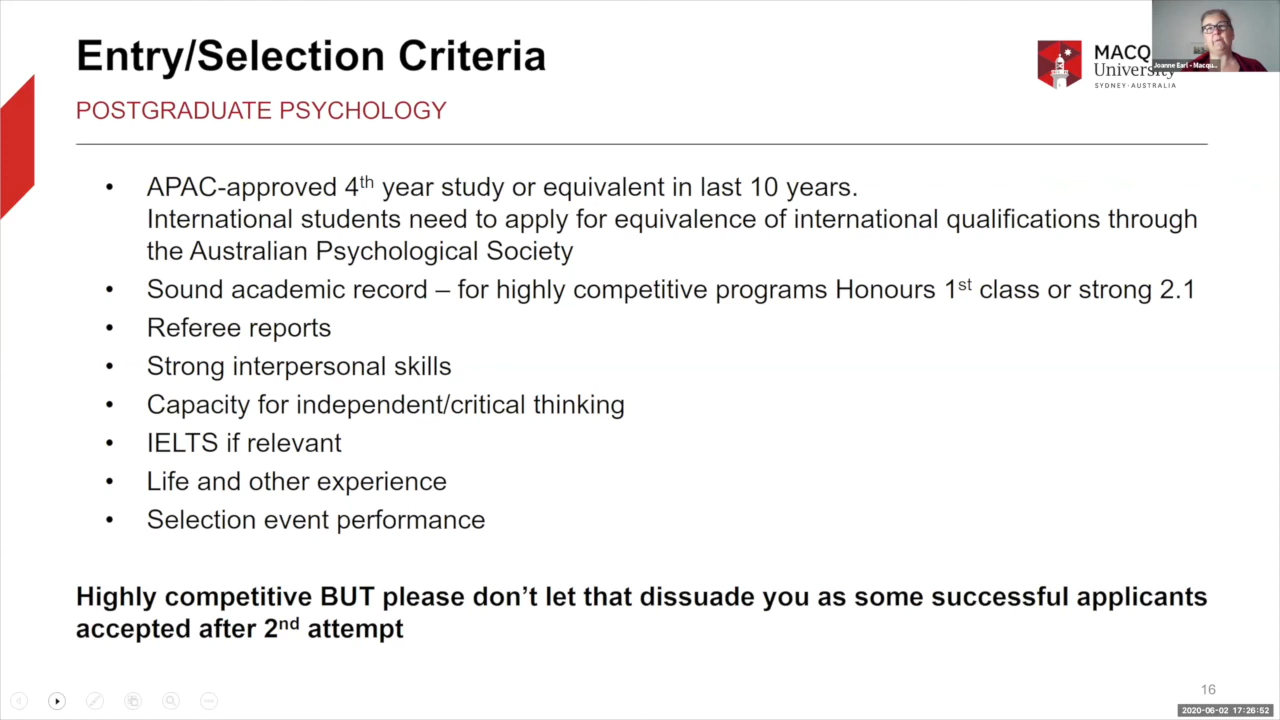 Entry/Selection Criteria
POSTGRADUATE PSYCHOLOGY
MACQ
University
SYDNEY·AUSTRALIA
Joanne Earl - Macqu...
• APAC-approved 4th year study or equivalent in last 10 years.
International students need to apply for equivalence of international qualifications through
the Australian Psychological Society
• Sound academic record – for highly competitive programs Honours 1st class or strong 2.1
• Referee reports
• Strong interpersonal skills
• Capacity for independent/critical thinking
• IELTS if relevant
• Life and other experience
• Selection event performance
Highly competitive BUT please don’t let that dissuade you as some successful applicants
accepted after 2nd attempt
16
2020-06-02 17:26:52